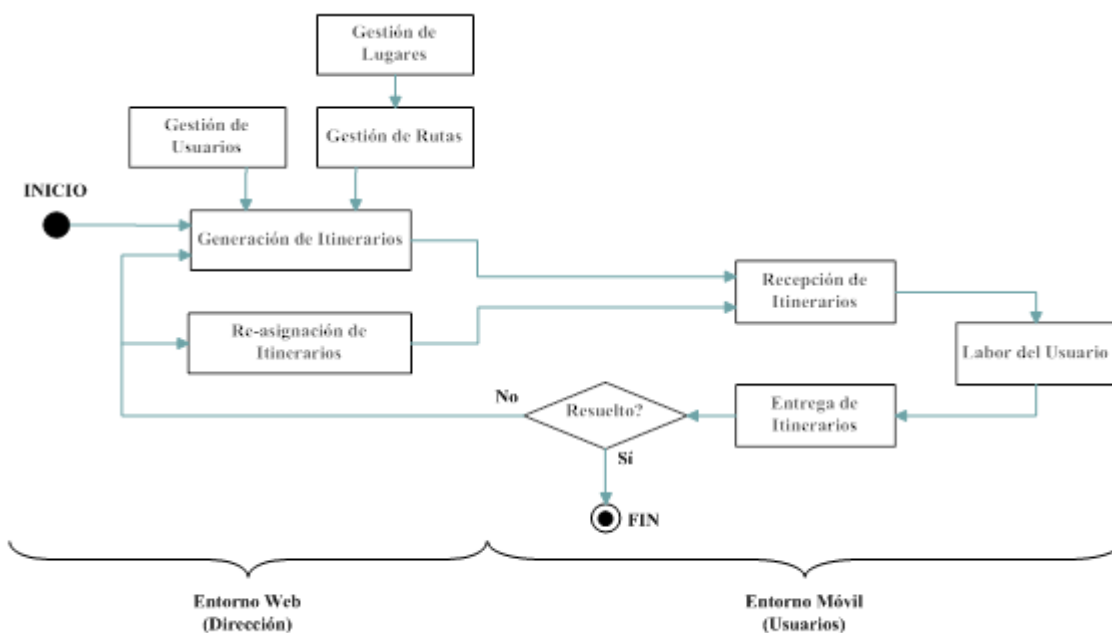 Gestión de
Lugares
Gestión de
Usuarios
Gestión de Rutas
INICIO
Generación de Itinerarios
Recepción de
Itinerarios
Re-asignación de
Itinerarios
Labor del Usuario
No
Resuelto?
Entrega de
Itinerarios
Sí
FIN
Entorno Web
(Dirección)
Entorno Móvil
(Usuarios)